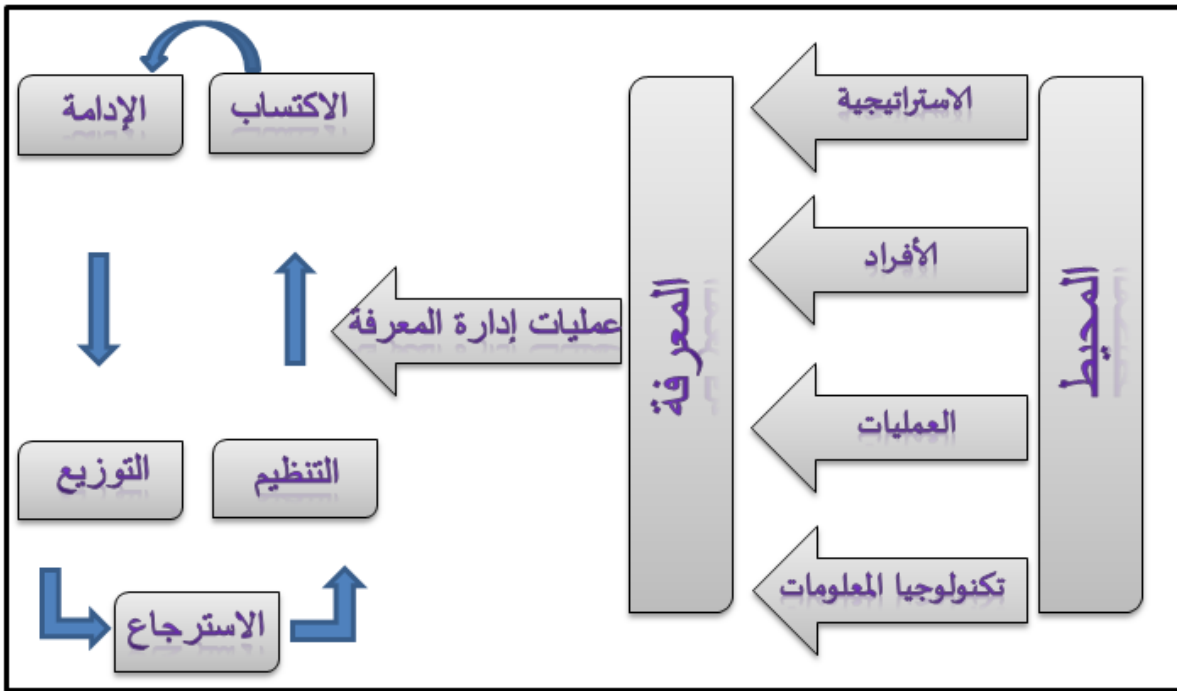 المحيط
الاستراتيجية
الأفراد
العمليات
تكنولوجيا المعلومات
المعرفة
عمليات إدارة المعرفة
الاكتساب
الإدامة
التنظيم
التوزيع
الاسترجاع